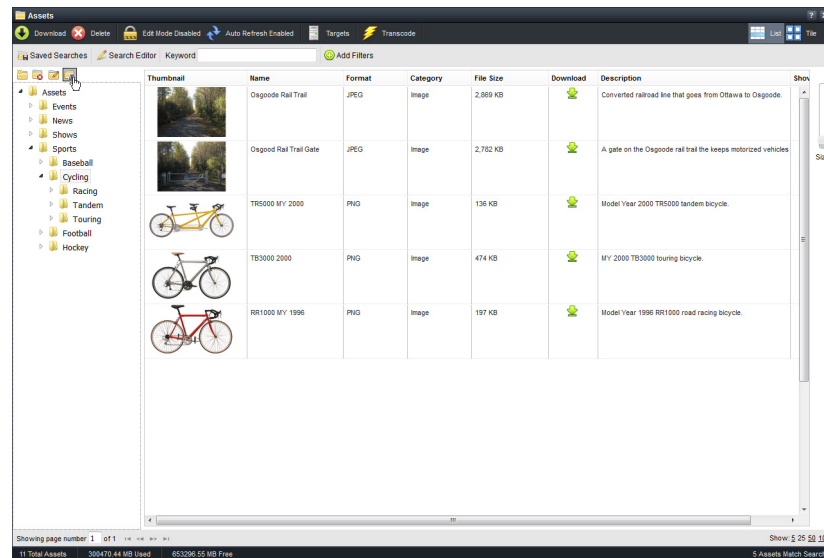 Assets
Download Delete Edit Mode Disabled Auto Refresh Enabled Targets Transcode List Tile
Saved Searches Search Editor Keyword Add Filters
Thumbnail Name Format Category File Size Download Description
Assets
Events
News
Shows
Sports
Baseball
Cycling
Racing
Tandem
Touring
Football
Hockey
Osgoode Rail Trail JPEG Image 2,869 KB Converted railroad line that goes from Ottawa to Osgoode.
Osgood Rail Trail Gate JPEG Image 2,782 KB A gate on the Osgoode rail trail the keeps motorized vehicles
TR5000 MY 2000 PNG Image 136 KB Model Year 2000 TR5000 tandem bicycle.
TB3000 2000 PNG Image 474 KB MY 2000 TB3000 touring bicycle.
RR1000 MY 1996 PNG Image 197 KB Model Year 1996 RR1000 road racing bicycle.
Showing page number 1 of 1 Show: 5 25 50
11 Total Assets 300470.44 MB Used 653296.55 MB Free 5 Assets Match Search